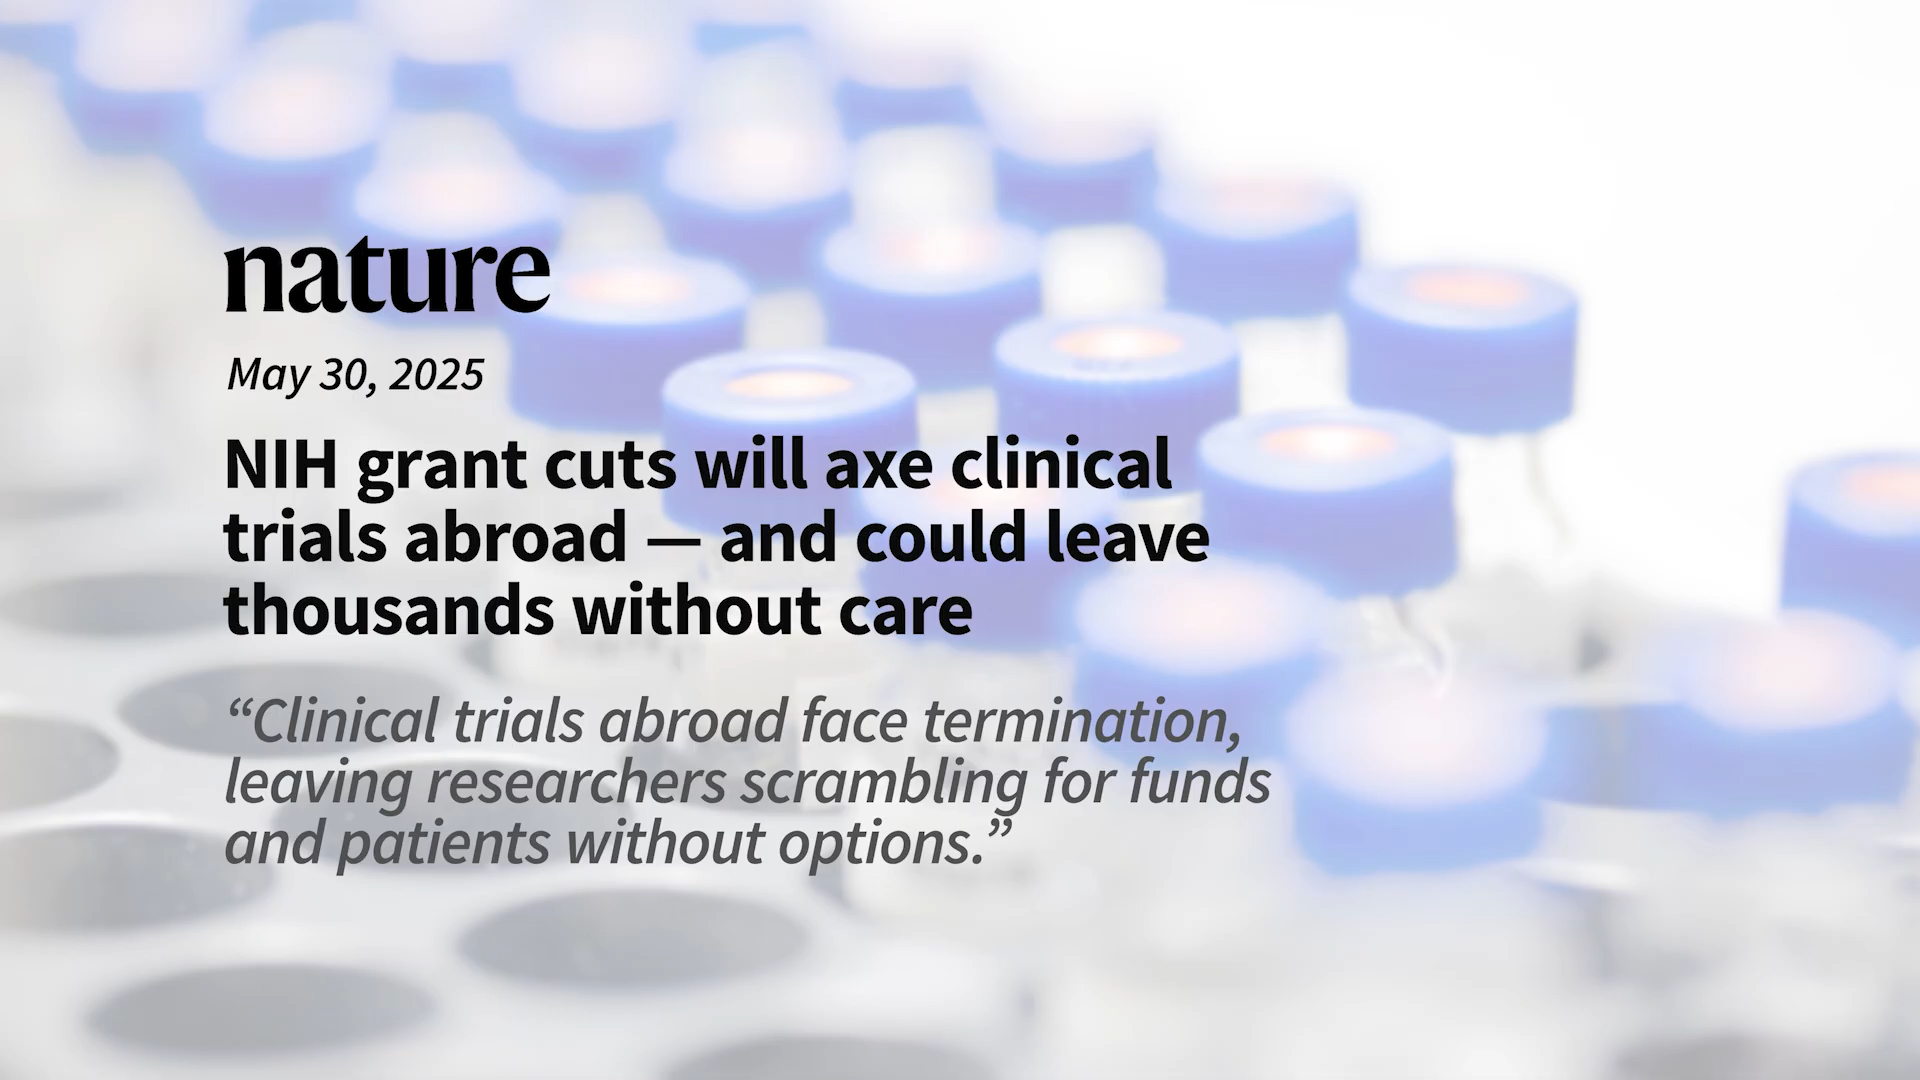 nature
May 30, 2025
NIH grant cuts will axe clinical
trials abroad — and could leave
thousands without care
“Clinical trials abroad face termination,
leaving researchers scrambling for funds
and patients without options.”